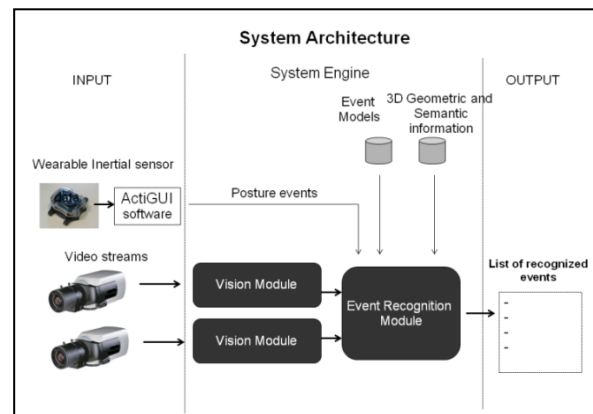 System Architecture
INPUT
System Engine
OUTPUT
Event
Models
3D Geometric and
Semantic
information
Wearable Inertial sensor
ActiGUI
software
Posture events
Video streams
Vision Module
Vision Module
Event Recognition
Module
List of recognized
events
-
-
-
-